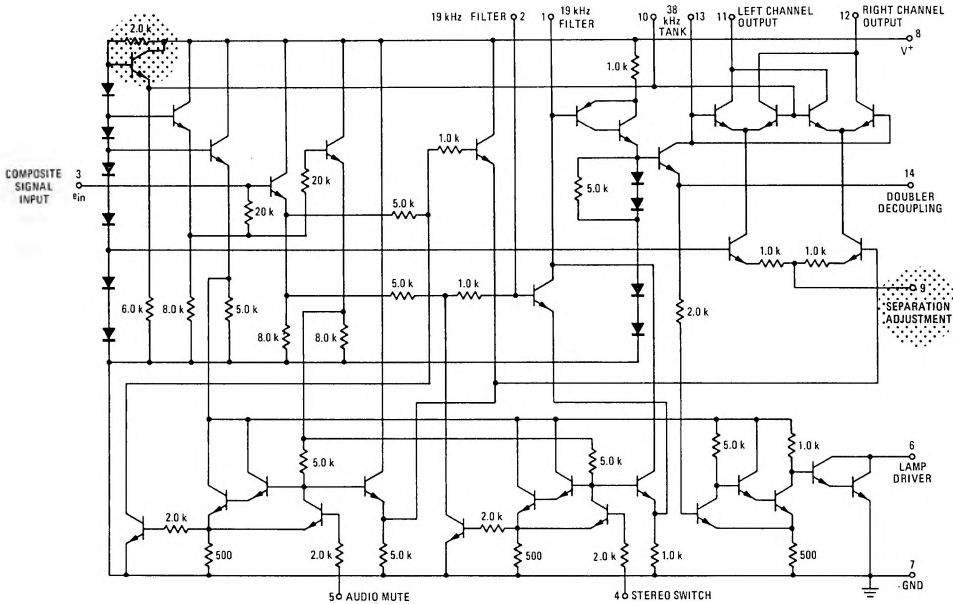 19 kHz FILTER 2
1 19 kHz FILTER
10 38 kHz TANK 13
11 LEFT CHANNEL OUTPUT
12 RIGHT CHANNEL OUTPUT
2.0 k
8
V+
1.0 k
1.0 k
COMPOSITE SIGNAL INPUT
3
ein
20 k
20 k
5.0 k
5.0 k
14
DOUBLER DECOUPLING
1.0 k
1.0 k
5.0 k
1.0 k
9
SEPARATION ADJUSTMENT
6.0 k
8.0 k
5.0 k
8.0 k
8.0 k
2.0 k
5.0 k
5.0 k
5.0 k
1.0 k
6
LAMP DRIVER
2.0 k
2.0 k
500
2.0 k
5.0 k
500
2.0 k
1.0 k
500
7
GND
5 AUDIO MUTE
4 STEREO SWITCH